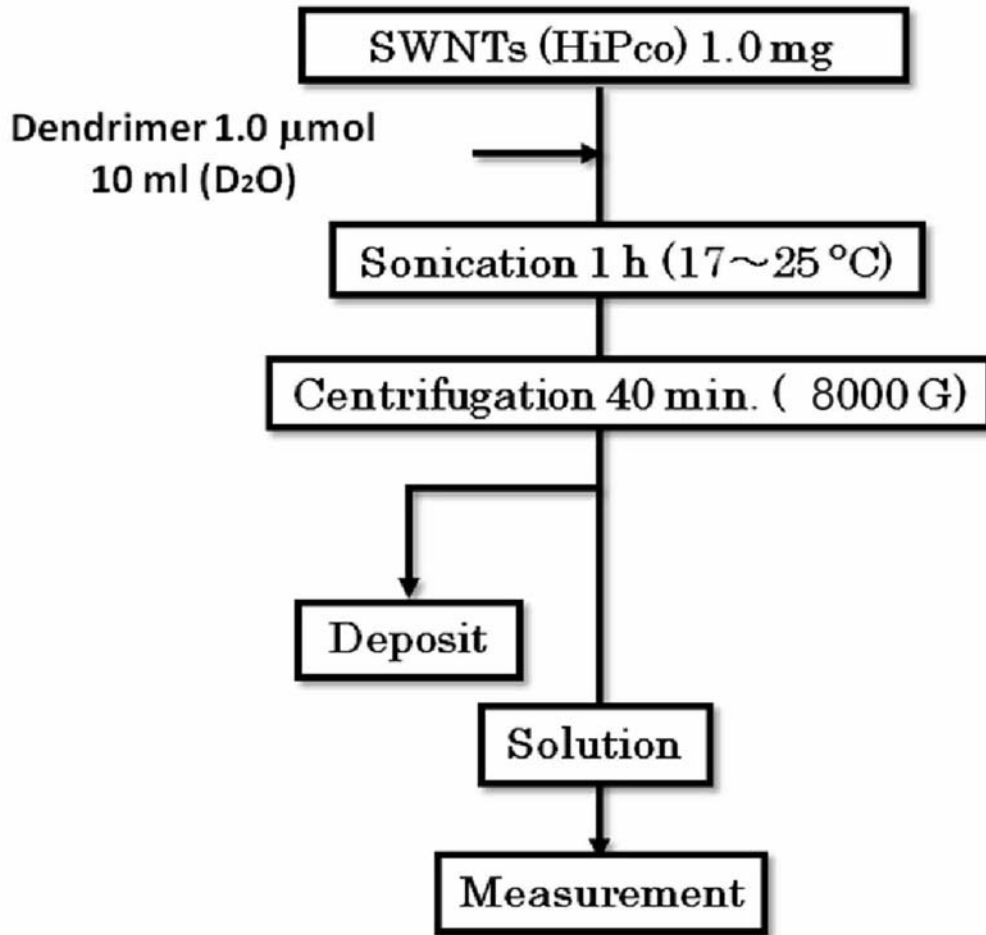 SWNTs (HiPco) 1.0 mg
Dendrimer 1.0 μmol
10 ml (D₂O)
Sonication 1 h (17～25 °C)
Centrifugation 40 min. ( 8000 G)
Deposit
Solution
Measurement